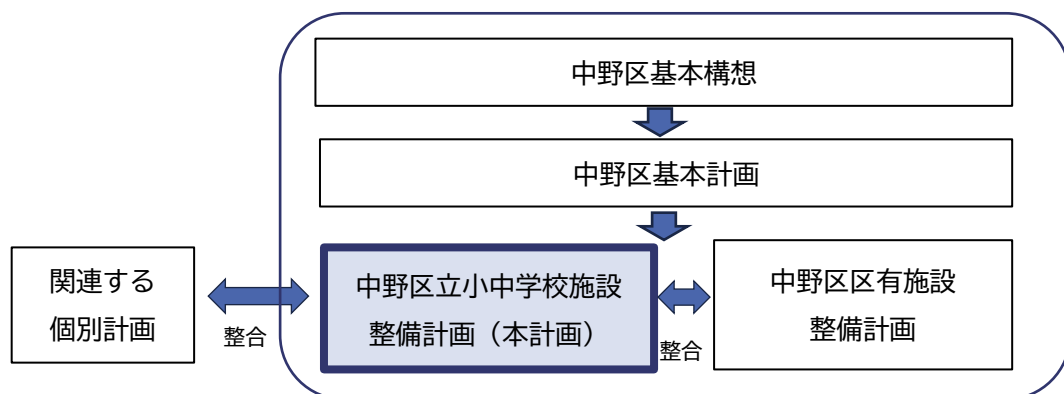 中野区基本構想
中野区基本計画
関連する
個別計画
整合
中野区立小中学校施設
整備計画（本計画）
整合
中野区区有施設
整備計画